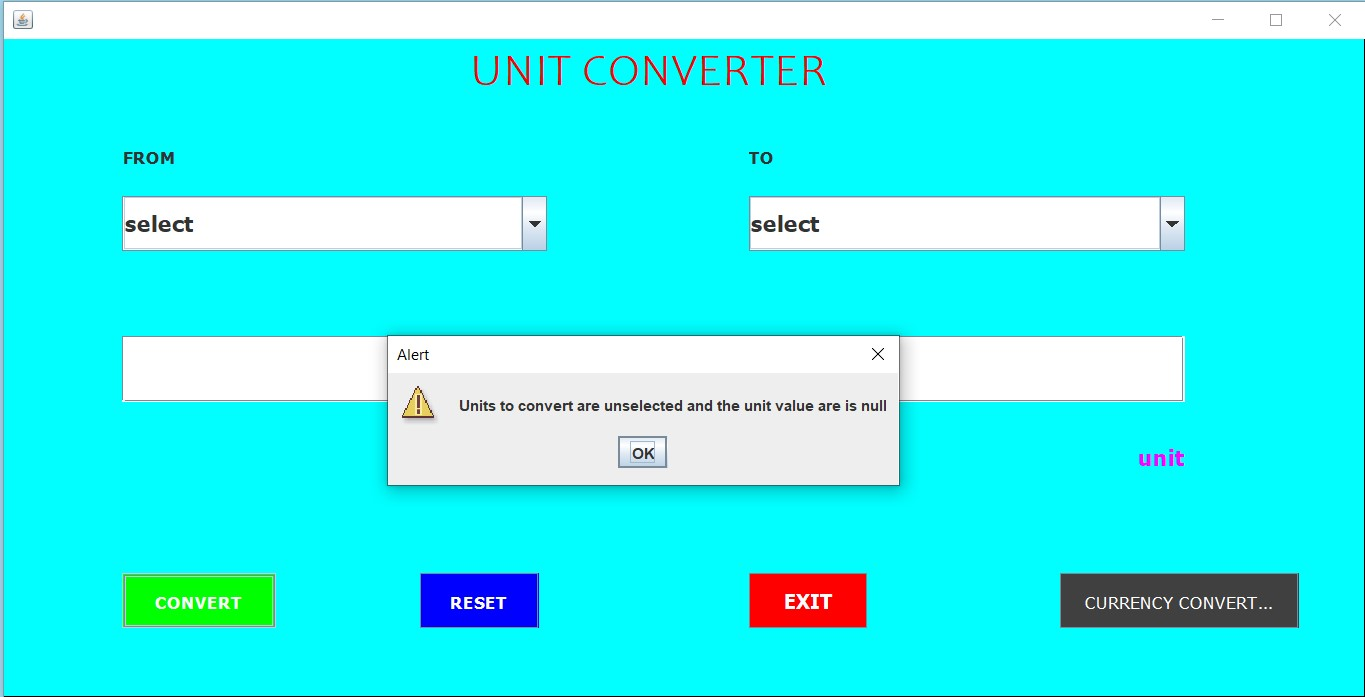 UNIT CONVERTER
FROM
TO
select
select
Alert
Units to convert are unselected and the unit value are is null
OK
unit
CONVERT
RESET
EXIT
CURRENCY CONVERT...